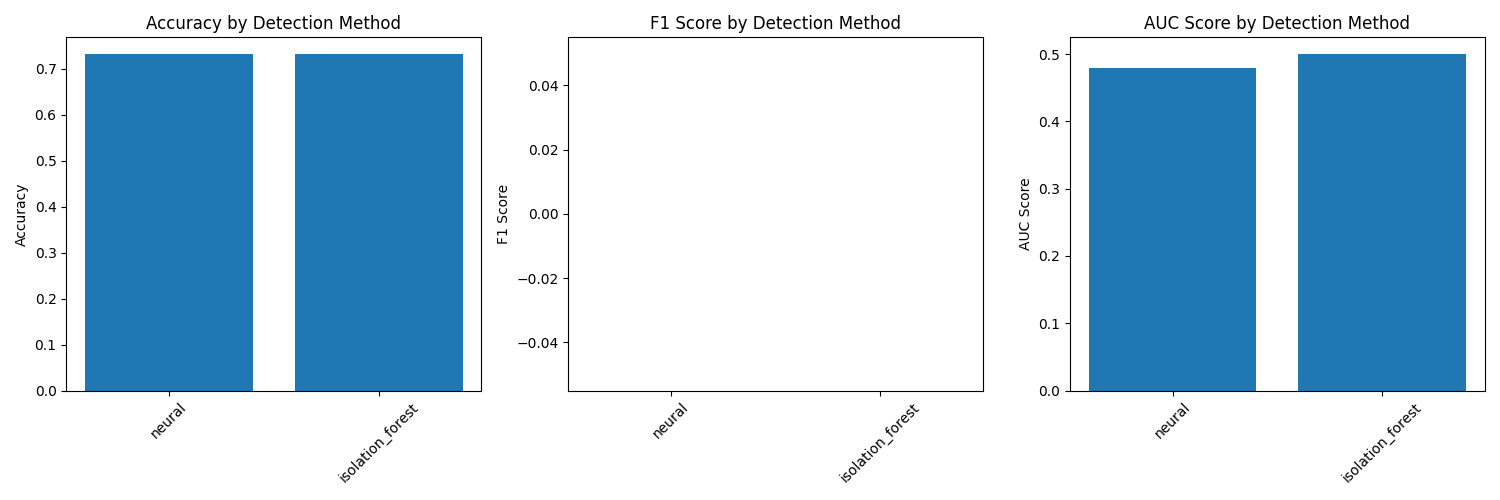 Accuracy by Detection Method
Accuracy
0.7
0.6
0.5
0.4
0.3
0.2
0.1
0.0
neural
isolation_forest
F1 Score by Detection Method
F1 Score
0.04
0.02
0.00
−0.02
−0.04
neural
isolation_forest
AUC Score by Detection Method
AUC Score
0.5
0.4
0.3
0.2
0.1
0.0
neural
isolation_forest